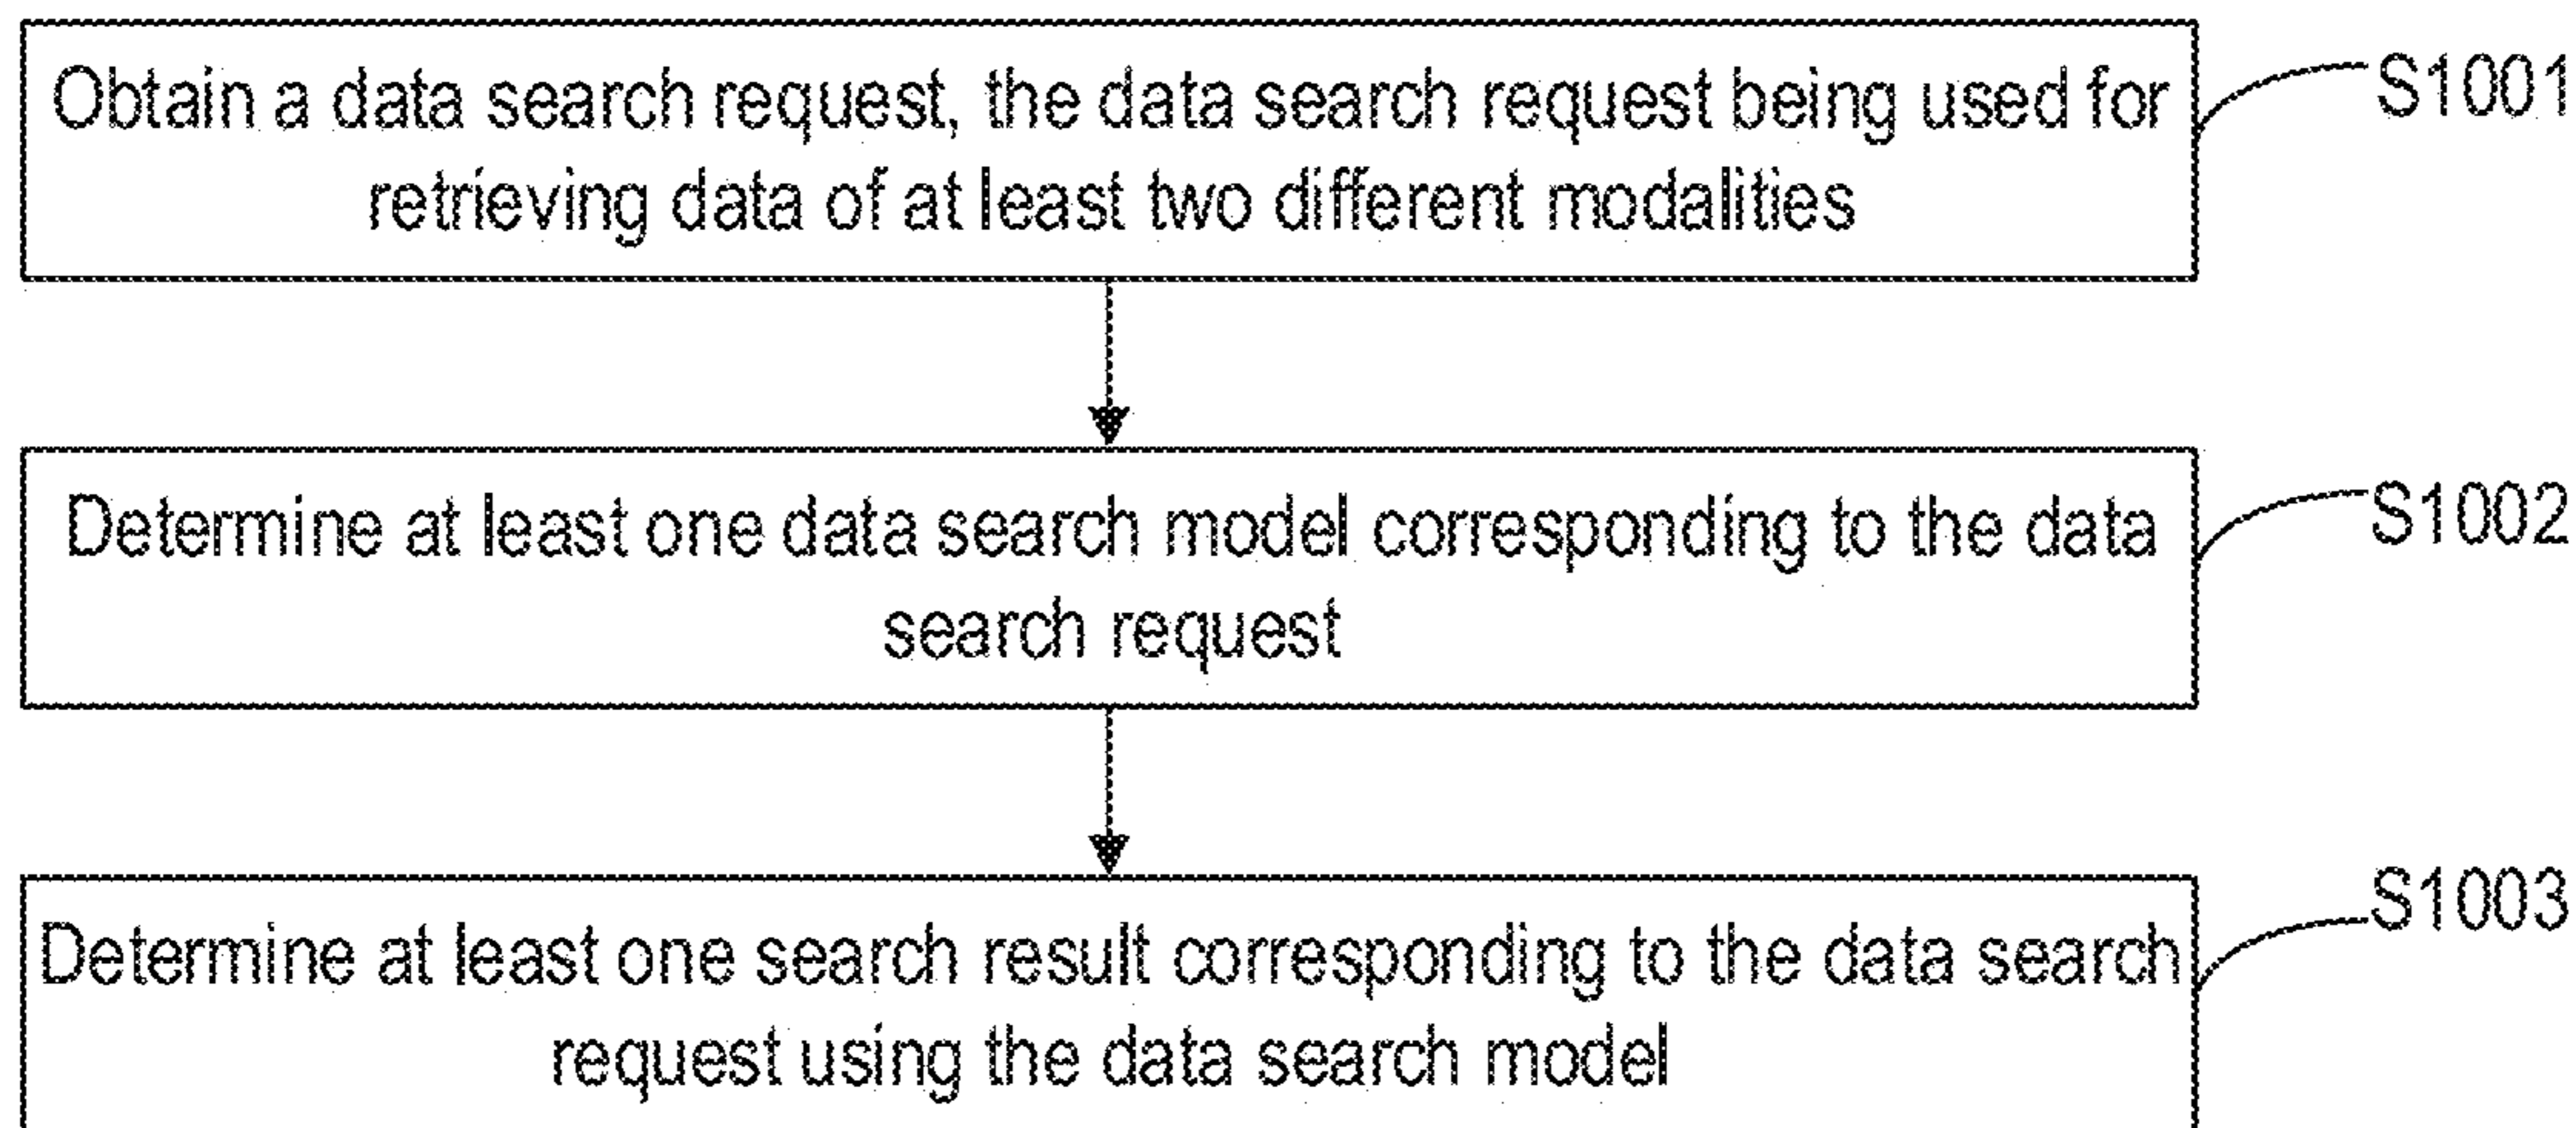 Obtain a data search request, the data search request being used for
retrieving data of at least two different modalities
S1001
Determine at least one data search model corresponding to the data
search request
S1002
Determine at least one search result corresponding to the data search
request using the data search model
S1003